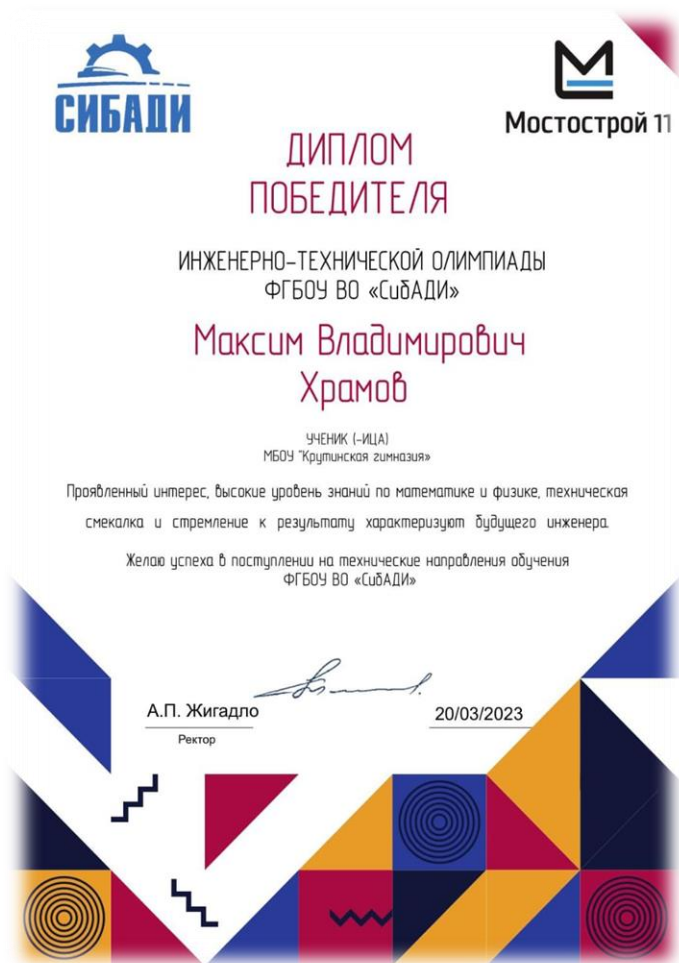 СИБАДИ
Мостострой 11
ДИПЛОМ
ПОБЕДИТЕЛЯ
ИНЖЕНЕРНО-ТЕХНИЧЕСКОЙ ОЛИМПИАДЫ
ФГБОУ ВО «СибАДИ»
Максим Владимирович
Храмов
УЧЕНИК (-ИЦА)
МБОУ "Крутинская гимназия»
Проявленный интерес, высокие уровень знаний по математике и физике, техническая
смекалка и стремление к результату характеризуют будущего инженера.
Желаю успеха в поступлении на технические направления обучения
ФГБОУ ВО «СибАДИ»
А.П. Жигадло
20/03/2023
Ректор